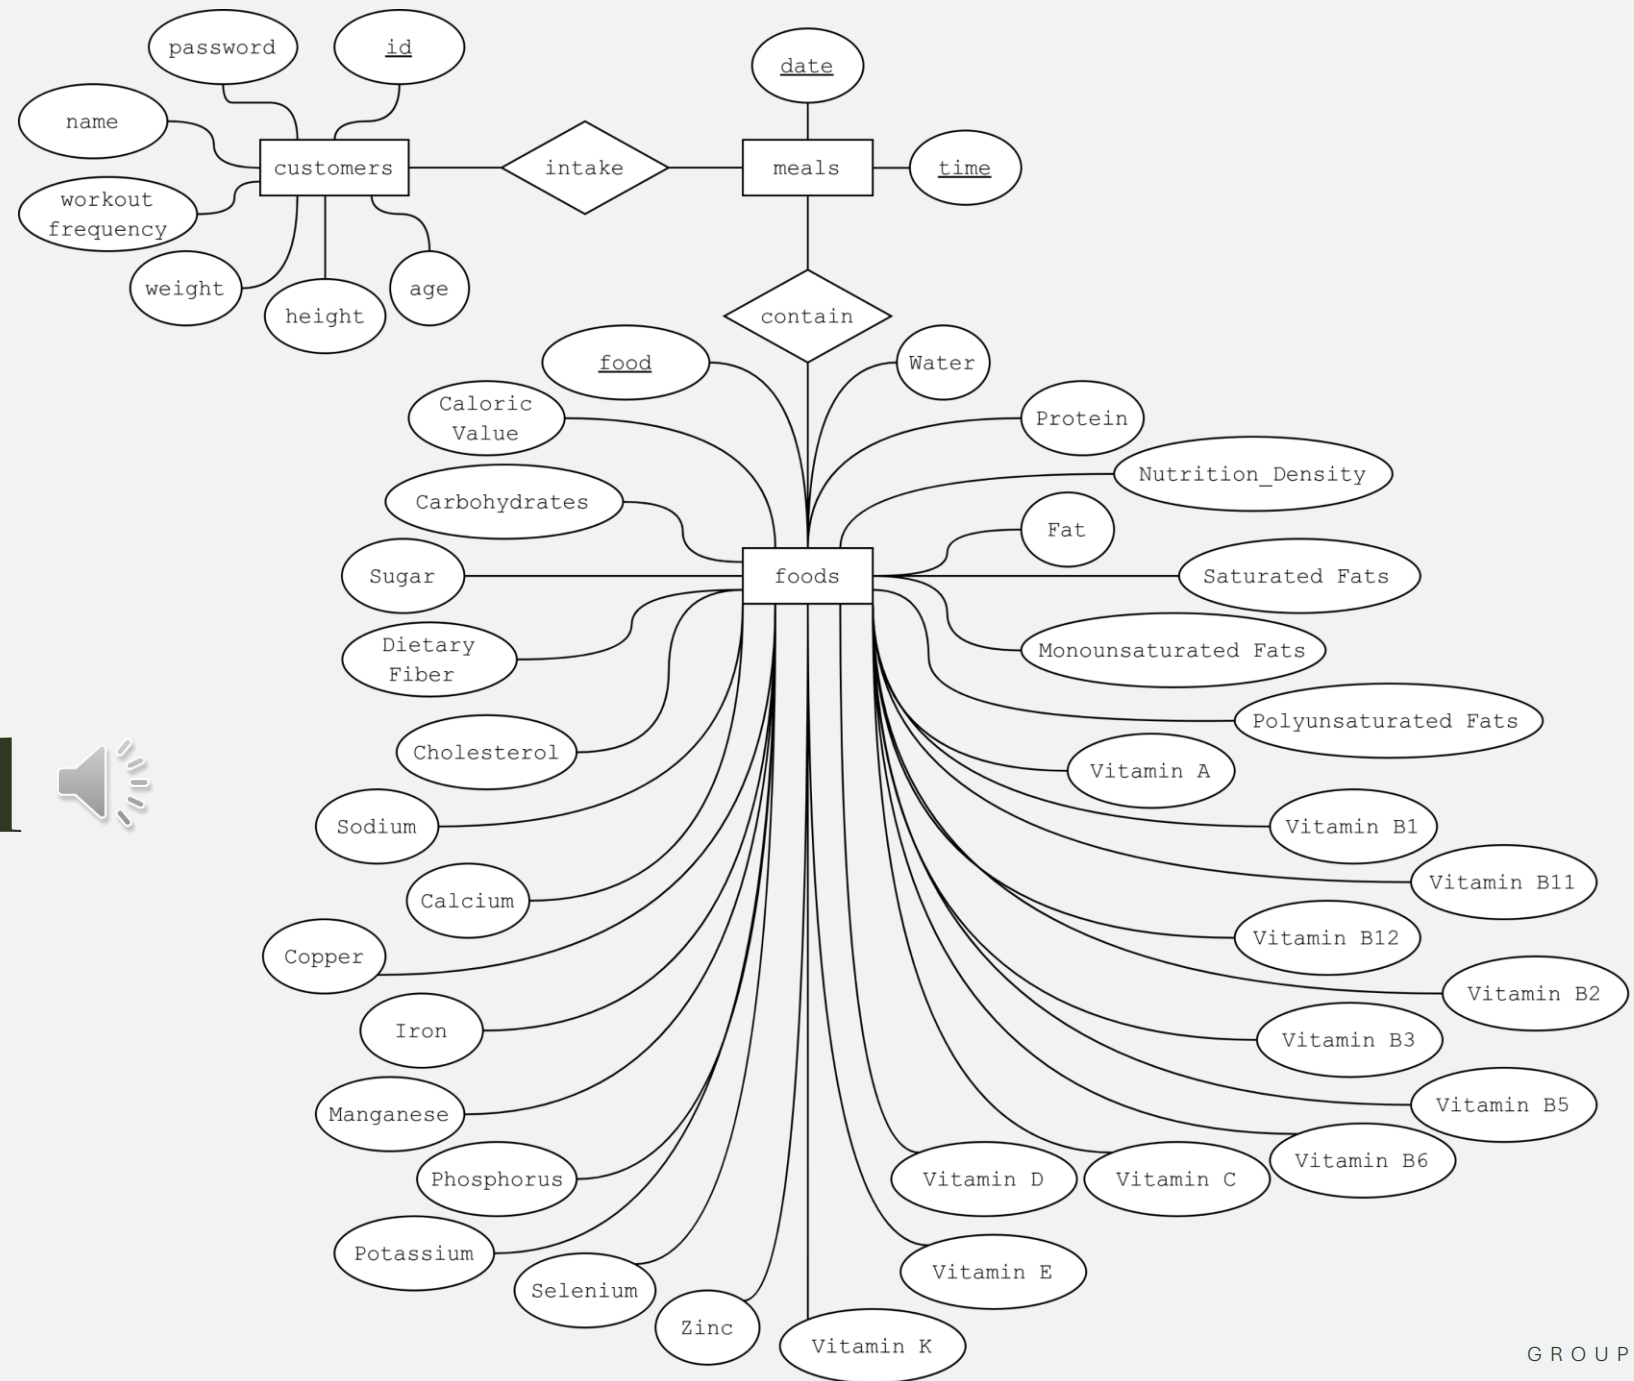 password
id
date
name
customers
intake
meals
time
workout
frequency
weight
height
age
contain
food
Water
Caloric
Value
Protein
Carbohydrates
Nutrition_Density
Fat
Sugar
foods
Saturated Fats
Dietary
Fiber
Monounsaturated Fats
Polyunsaturated Fats
Cholesterol
Vitamin A
Sodium
Vitamin B1
Calcium
Vitamin B11
Copper
Vitamin B12
Vitamin B2
Iron
Vitamin B3
Manganese
Vitamin B5
Phosphorus
Vitamin D
Vitamin C
Vitamin B6
Potassium
Selenium
Vitamin E
Zinc
Vitamin K
GROUP